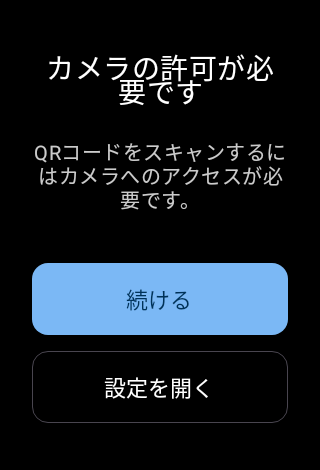 カメラの許可が必
要です
QRコードをスキャンするに
はカメラへのアクセスが必
要です。
続ける
設定を開く